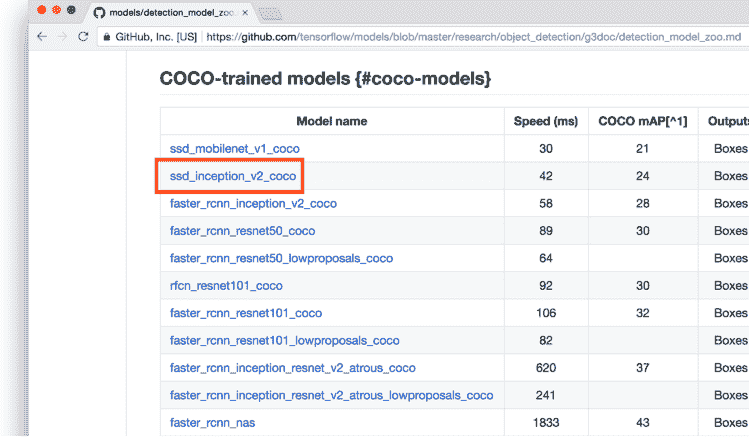 models/detection_model_zoo.
GitHub, Inc. [US] https://github.com/tensorflow/models/blob/master/research/object_detection/g3doc/detection_model_zoo.md
COCO-trained models {#coco-models}
Model name Speed (ms) COCO mAP[^1] Outputs
ssd_mobilenet_v1_coco 30 21 Boxes
ssd_inception_v2_coco 42 24 Boxes
faster_rcnn_inception_v2_coco 58 28 Boxes
faster_rcnn_resnet50_coco 89 30 Boxes
faster_rcnn_resnet50_lowproposals_coco 64 Boxes
rfcn_resnet101_coco 92 30 Boxes
faster_rcnn_resnet101_coco 106 32 Boxes
faster_rcnn_resnet101_lowproposals_coco 82 Boxes
faster_rcnn_inception_resnet_v2_atrous_coco 620 37 Boxes
faster_rcnn_inception_resnet_v2_atrous_lowproposals_coco 241 Boxes
faster_rcnn_nas 1833 43 Boxes